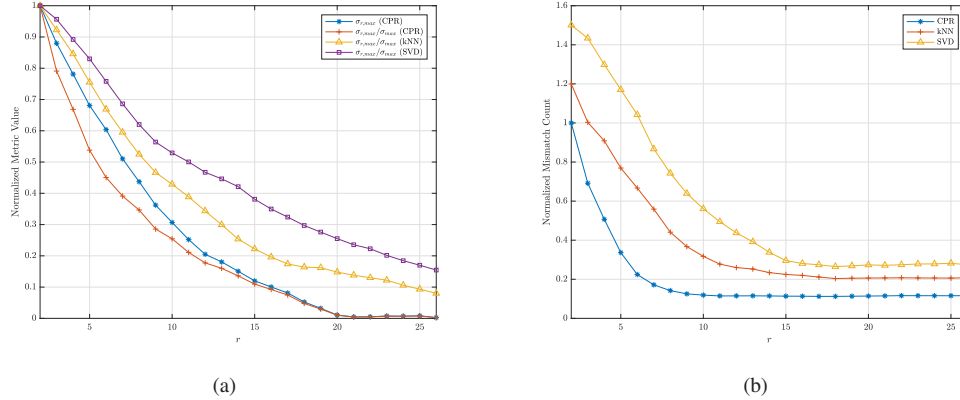 1
0.9
0.8
0.7
0.6
0.5
0.4
0.3
0.2
0.1
0
Normalized Metric Value
5 10 15 20 25
r
σr,max (CPR)
σr,max/σmax (CPR)
σr,max/σmax (kNN)
σr,max/σmax (SVD)
(a)
1.6
1.4
1.2
1
0.8
0.6
0.4
0.2
0
Normalized Mismatch Count
5 10 15 20 25
r
CPR
kNN
SVD
(b)